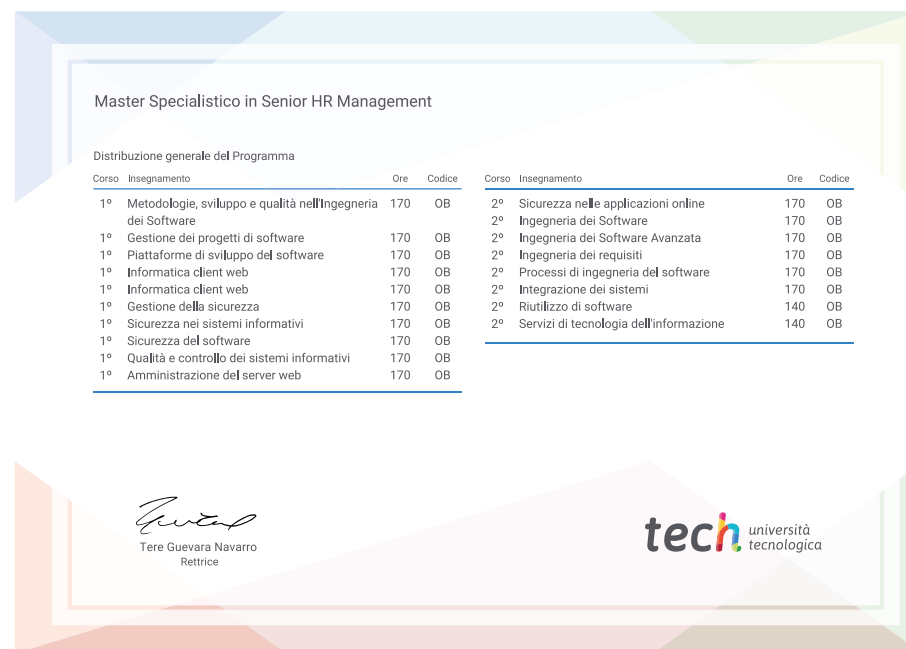 Master Specialistico in Senior HR Management
Distribuzione generale del Programma
Corso Insegnamento Ore Codice
1º Metodologie, sviluppo e qualità nell'Ingegneria 170 OB
dei Software
1º Gestione dei progetti di software 170 OB
1º Piattaforme di sviluppo del software 170 OB
1º Informatica client web 170 OB
1º Informatica client web 170 OB
1º Gestione della sicurezza 170 OB
1º Sicurezza nei sistemi informativi 170 OB
1º Sicurezza del software 170 OB
1º Qualità e controllo dei sistemi informativi 170 OB
1º Amministrazione del server web 170 OB
Corso Insegnamento Ore Codice
2º Sicurezza nelle applicazioni online 170 OB
2º Ingegneria dei Software 170 OB
2º Ingegneria dei Software Avanzata 170 OB
2º Ingegneria dei requisiti 170 OB
2º Processi di ingegneria del software 170 OB
2º Integrazione dei sistemi 170 OB
2º Riutilizzo di software 140 OB
2º Servizi di tecnologia dell'informazione 140 OB
Tere Guevara Navarro
Rettrice
tech università
tecnologica